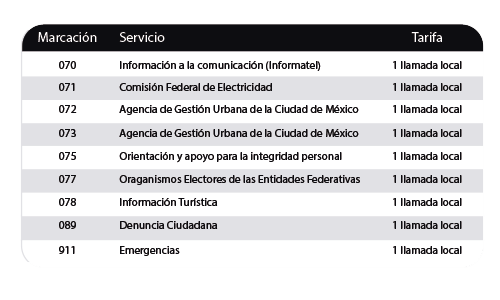 Marcación Servicio Tarifa
070 Información a la comunicación (Informatel) 1 llamada local
071 Comisión Federal de Electricidad 1 llamada local
072 Agencia de Gestión Urbana de la Ciudad de México 1 llamada local
073 Agencia de Gestión Urbana de la Ciudad de México 1 llamada local
075 Orientación y apoyo para la integridad personal 1 llamada local
077 Oraganismos Electores de las Entidades Federativas 1 llamada local
078 Información Turística 1 llamada local
089 Denuncia Ciudadana 1 llamada local
911 Emergencias 1 llamada local